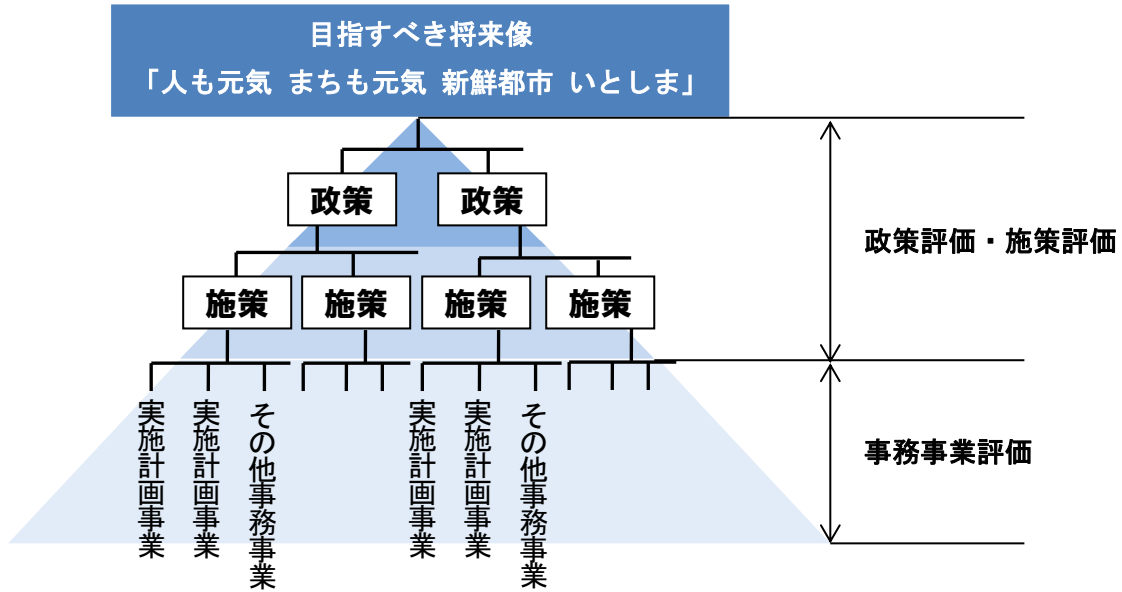 目指すべき将来像
「人も元気 まちも元気 新鮮都市 いとしま」
政策
政策
政策評価・施策評価
施策
施策
施策
施策
実施計画事業
実施計画事業
その他事務事業
実施計画事業
実施計画事業
その他事務事業
事務事業評価